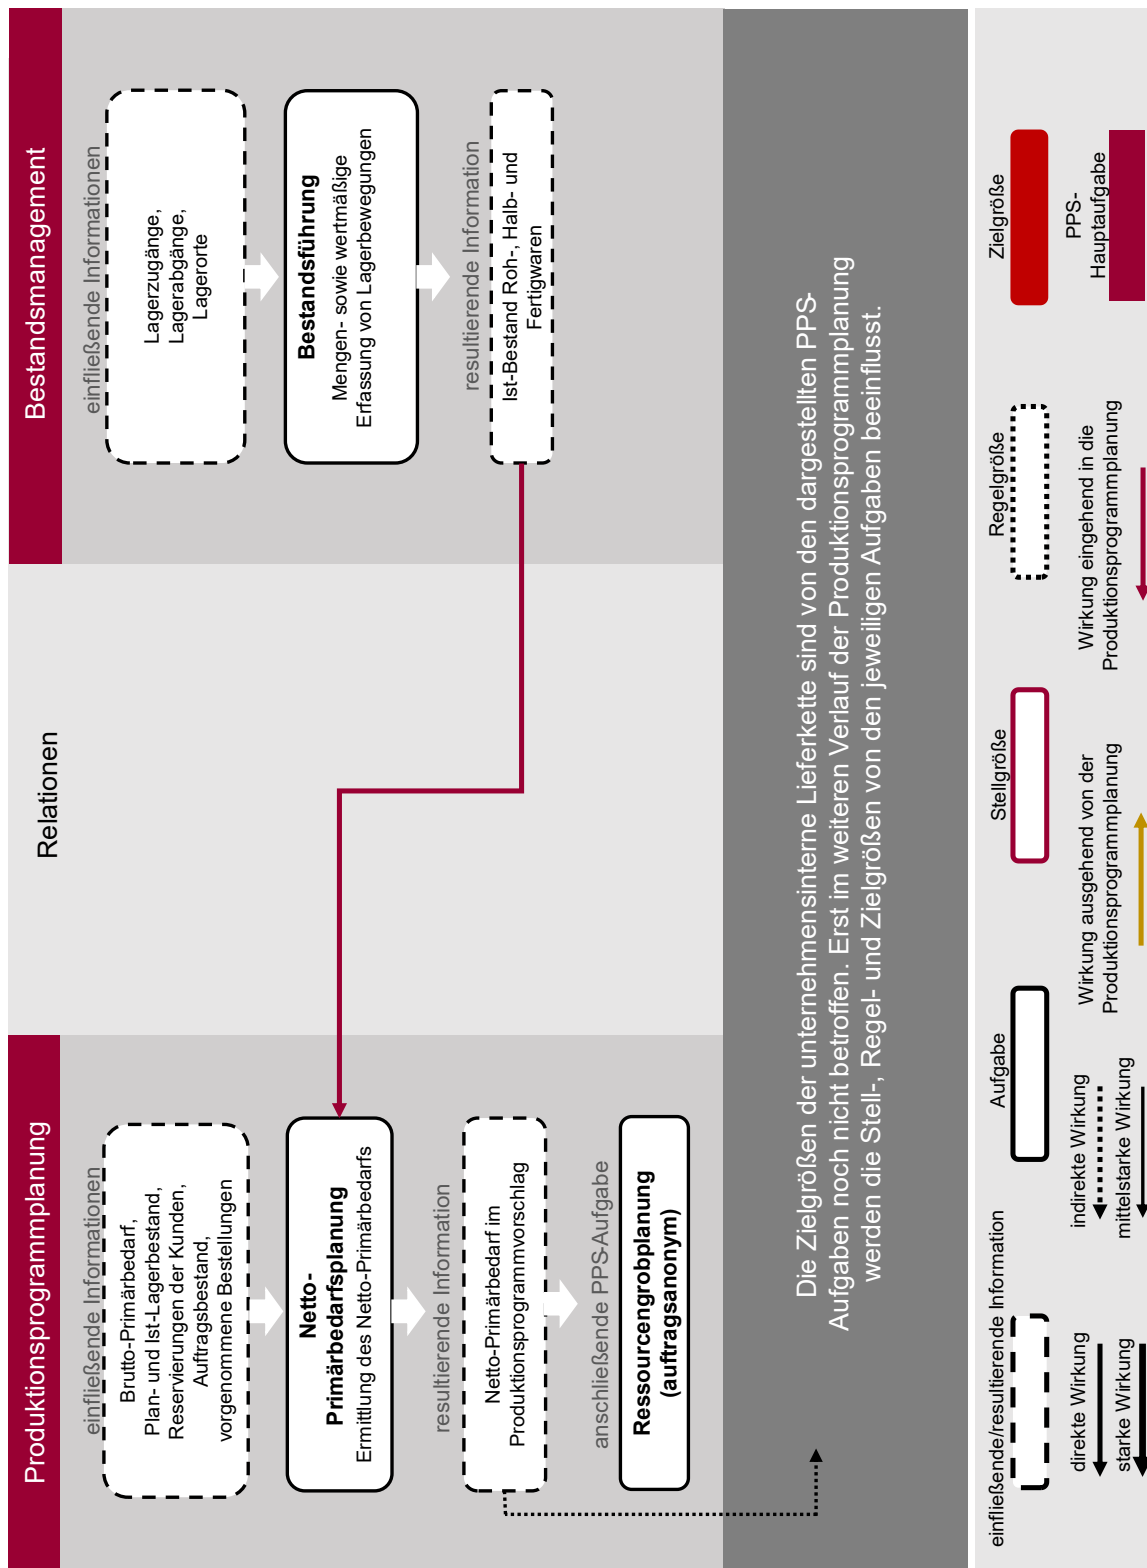 Produktionsprogrammplanung
Relationen
Bestandsmanagement
einfließende Informationen
Brutto-Primärbedarf,
Plan- und Ist-Lagerbestand,
Reservierungen der Kunden,
Auftragsbestand,
vorgenommene Bestellungen
Netto-
Primärbedarfsplanung
Ermittlung des Netto-Primärbedarfs
resultierende Information
Netto-Primärbedarf im
Produktionsprogrammvorschlag
anschließende PPS-Aufgabe
Ressourcengrobplanung
(auftragsanonym)
einfließende Informationen
Lagerzugänge,
Lagerabgänge,
Lagerorte
Bestandsführung
Mengen- sowie wertmäßige
Erfassung von Lagerbewegungen
resultierende Information
Ist-Bestand Roh-, Halb- und
Fertigwaren
Die Zielgrößen der unternehmensinterne Lieferkette sind von den dargestellten PPS-
Aufgaben noch nicht betroffen. Erst im weiteren Verlauf der Produktionsprogrammplanung
werden die Stell-, Regel- und Zielgrößen von den jeweiligen Aufgaben beeinflusst.
einfließende/resultierende Information
Aufgabe
Stellgröße
Regelgröße
Zielgröße
direkte Wirkung
indirekte Wirkung
Wirkung ausgehend von der
Produktionsprogrammplanung
Wirkung eingehend in die
Produktionsprogrammplanung
PPS-
Hauptaufgabe
starke Wirkung
mittelstarke Wirkung